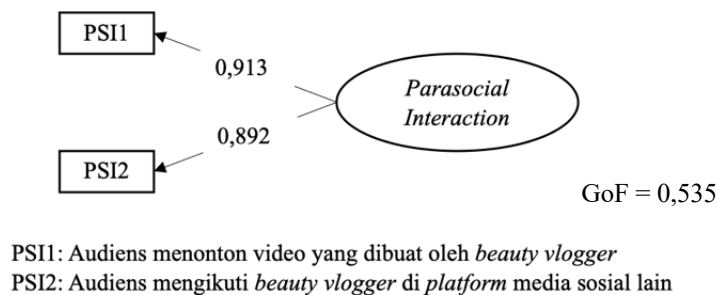 PSI1
0,913
Parasocial
Interaction
0,892
PSI2
GoF = 0,535
PSI1: Audiens menonton video yang dibuat oleh beauty vlogger
PSI2: Audiens mengikuti beauty vlogger di platform media sosial lain